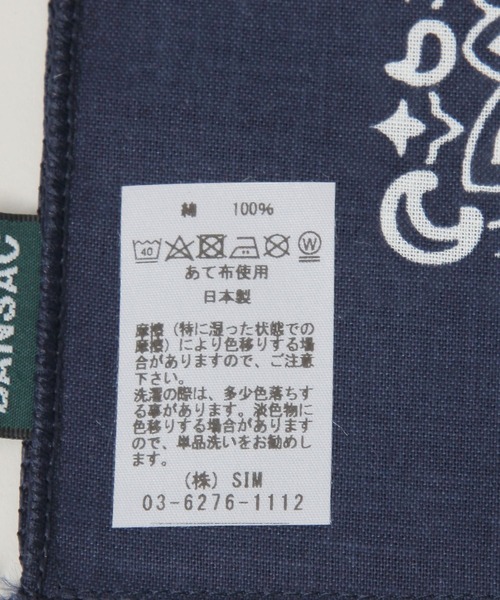 綿 100%
40 W
あて布使用
日本製
摩擦（特に湿った状態での
摩擦）により色移りする場
合がありますので、ご注意
下さい。
洗濯の際は、多少色落ちす
る事があります。淡色物に
色移りする場合があります
ので、単品洗いをお勧めし
ます。
（株）SIM
03-6276-1112
BANSAC